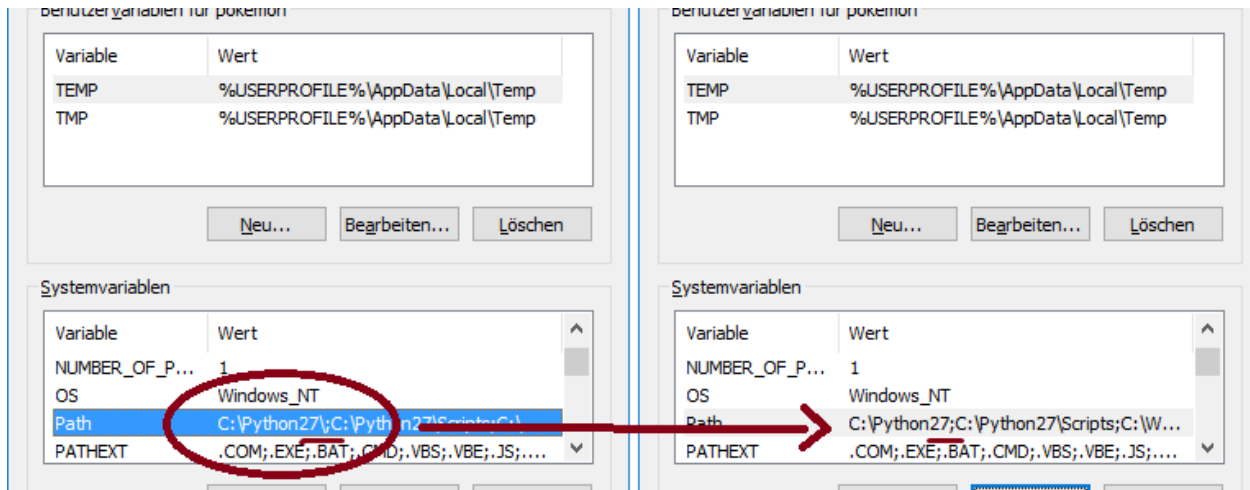 Benutzervariablen für pokemon
Variable Wert
TEMP %USERPROFILE%\AppData\Local\Temp
TMP %USERPROFILE%\AppData\Local\Temp
Neu... Bearbeiten... Löschen
Systemvariablen
Variable Wert
NUMBER_OF_P... 1
OS Windows_NT
Path C:\Python27\;C:\Python27\Scripts;C:\
PATHEXT .COM;.EXE;.BAT;.CMD;.VBS;.VBE;.JS;....
Benutzervariablen für pokemon
Variable Wert
TEMP %USERPROFILE%\AppData\Local\Temp
TMP %USERPROFILE%\AppData\Local\Temp
Neu... Bearbeiten... Löschen
Systemvariablen
Variable Wert
NUMBER_OF_P... 1
OS Windows_NT
Path C:\Python27;C:\Python27\Scripts;C:\W...
PATHEXT .COM;.EXE;.BAT;.CMD;.VBS;.VBE;.JS;....